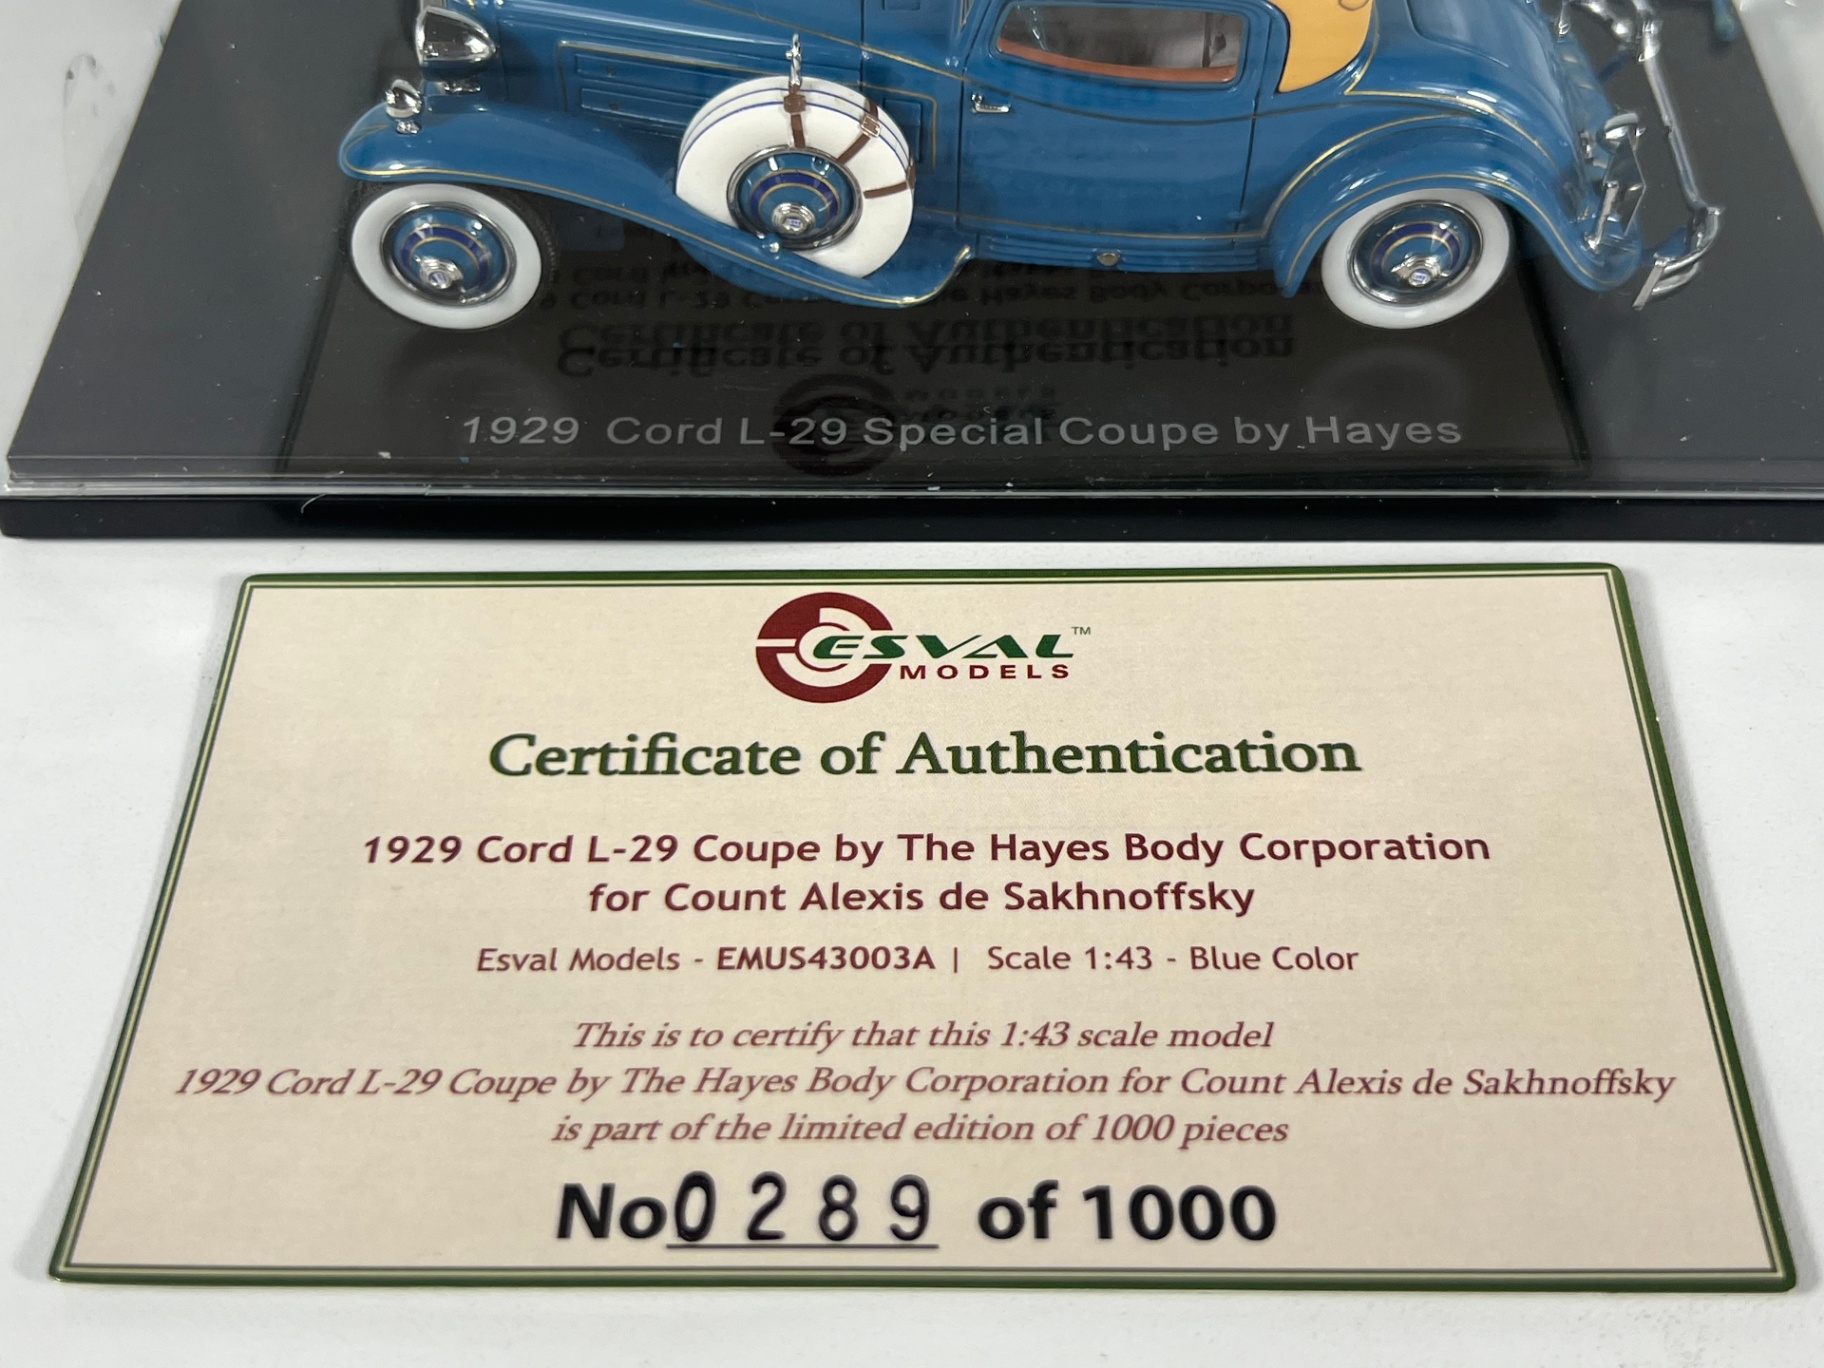 1929 Cord L-29 Special Coupe by Hayes
ESVAL™
MODELS
Certificate of Authentication
1929 Cord L-29 Coupe by The Hayes Body Corporation
for Count Alexis de Sakhnoffsky
Esval Models - EMUS43003A | Scale 1:43 - Blue Color
This is to certify that this 1:43 scale model
1929 Cord L-29 Coupe by The Hayes Body Corporation for Count Alexis de Sakhnoffsky
is part of the limited edition of 1000 pieces
No 0289 of 1000